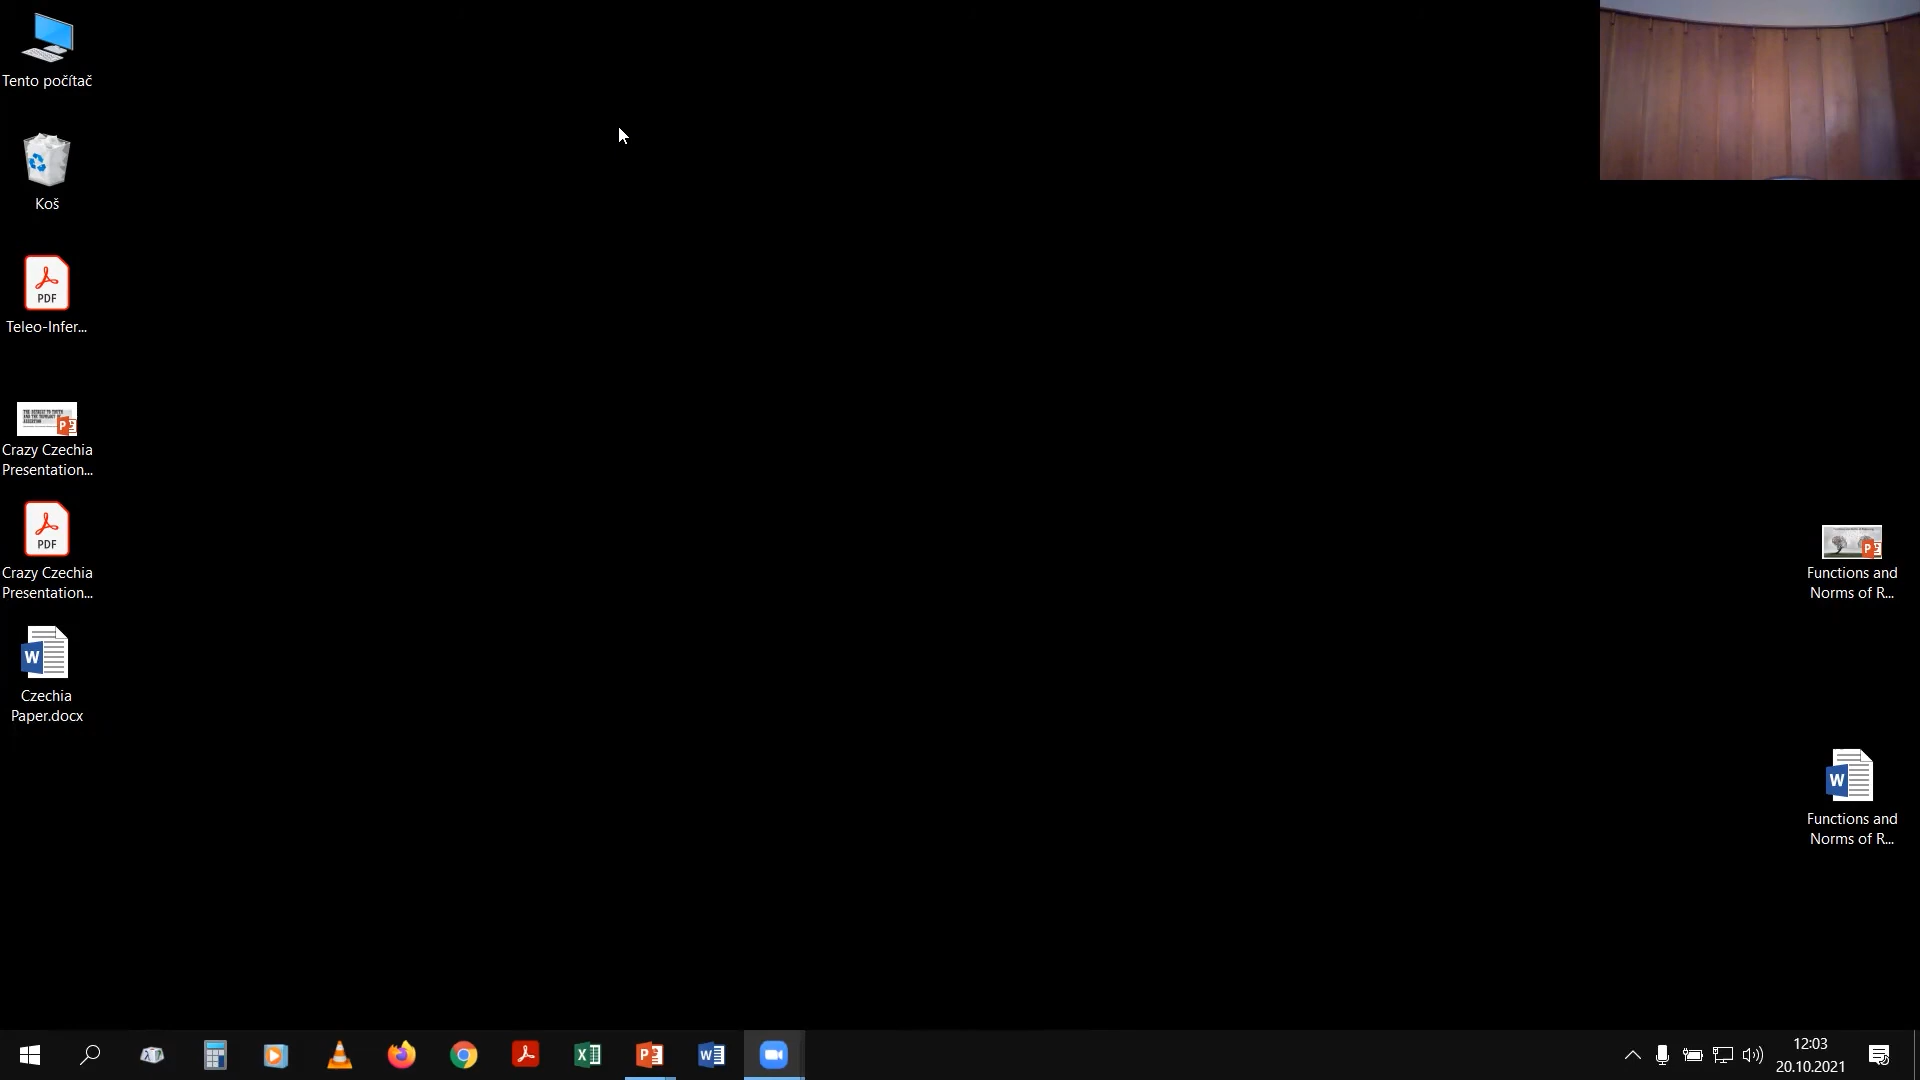 Tento počítač
Koš
PDF
Teleo-Infer...
Crazy Czechia
Presentation...
PDF
Crazy Czechia
Presentation...
W
Czechia
Paper.docx
P
Functions and
Norms of R...
W
Functions and
Norms of R...
12:03
20.10.2021